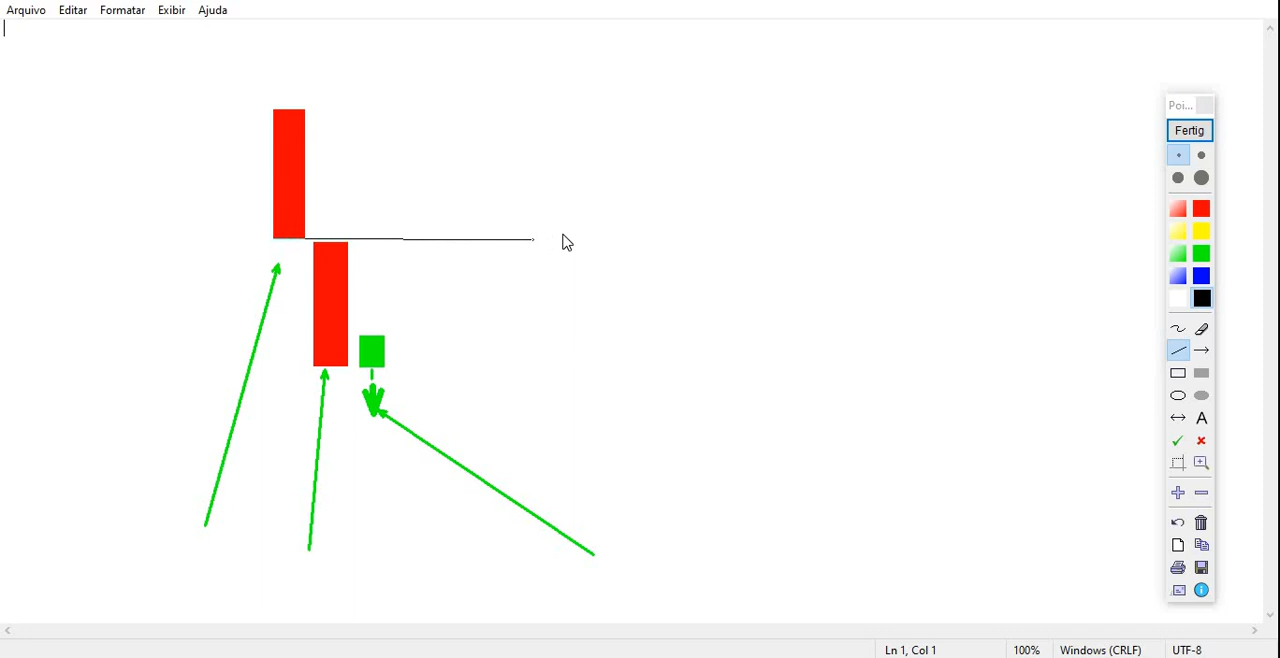 Arquivo Editar Formatar Exibir Ajuda
Poi...
Fertig
A
Ln 1, Col 1 100% Windows (CRLF) UTF-8